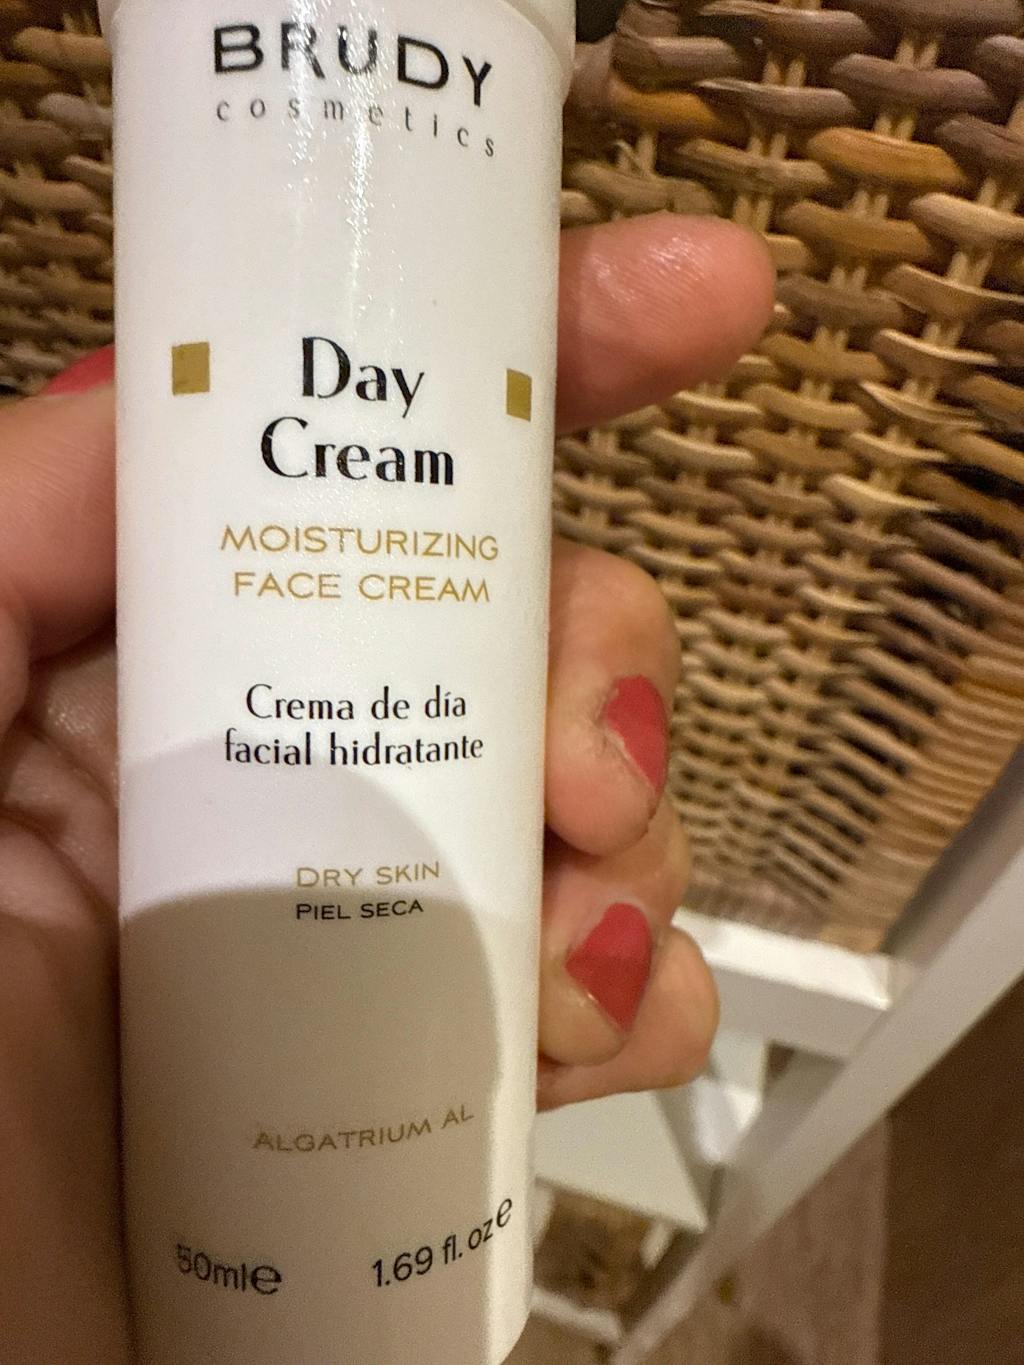 BRUDY
cosmetics
Day
Cream
MOISTURIZING
FACE CREAM
Crema de día
facial hidratante
DRY SKIN
PIEL SECA
ALGATRIUM AL
50ml℮ 1.69 fl.oz℮